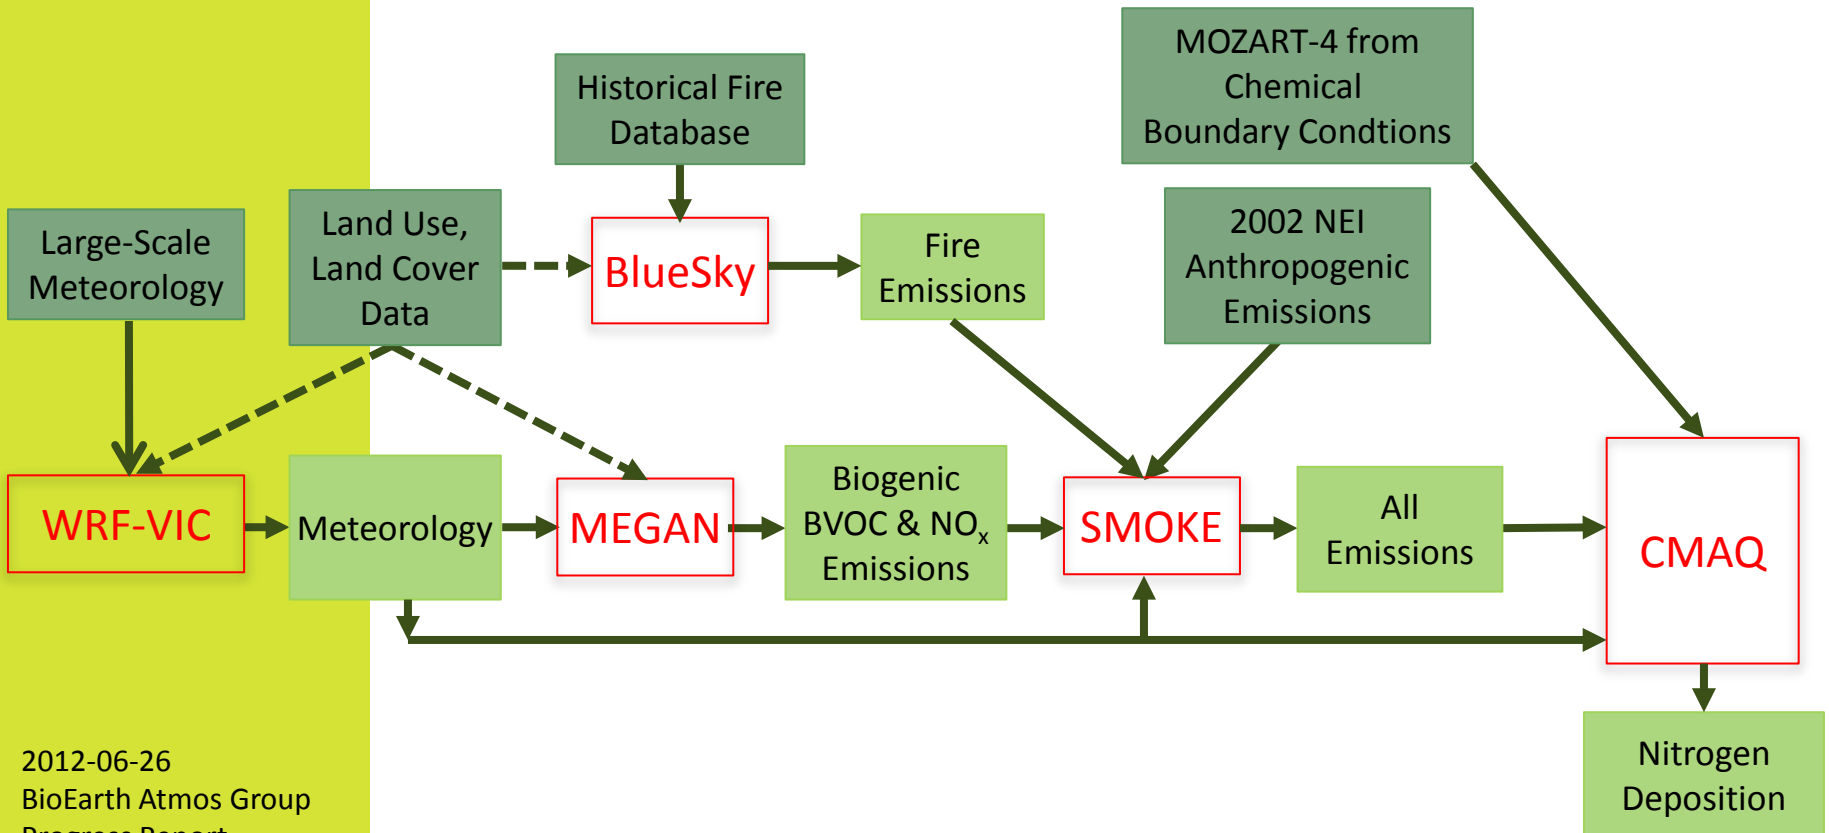 MOZART-4 from
Chemical
Boundary Condtions
Historical Fire
Database
Large-Scale
Meteorology
Land Use,
Land Cover
Data
BlueSky
Fire
Emissions
2002 NEI
Anthropogenic
Emissions
WRF-VIC
Meteorology
MEGAN
Biogenic
BVOC & NOx
Emissions
SMOKE
All
Emissions
CMAQ
Nitrogen
Deposition
2012-06-26
BioEarth Atmos Group
Progress Report